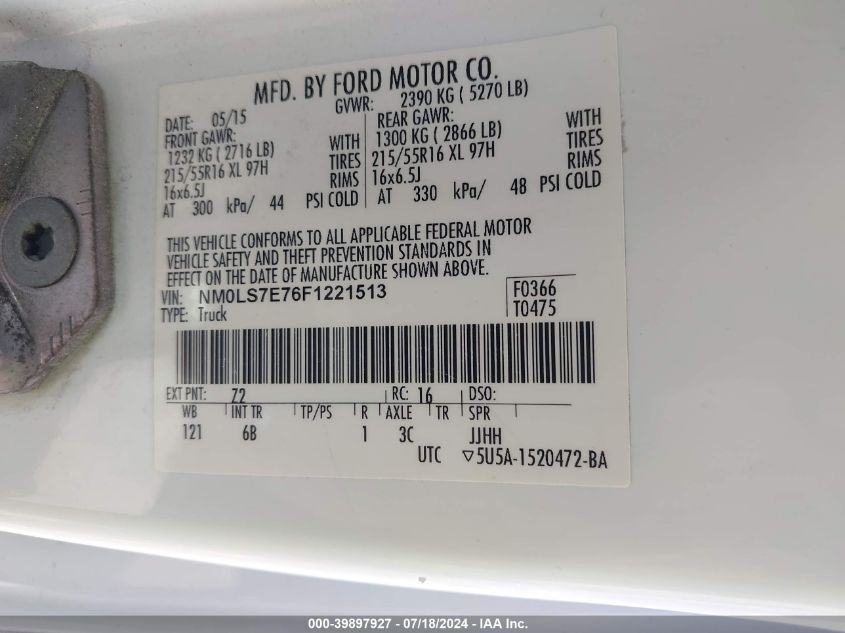 MFD. BY FORD MOTOR CO.
DATE: 05/15 GVWR: 2390 KG ( 5270 LB)
FRONT GAWR: REAR GAWR:
1232 KG ( 2716 LB) WITH 1300 KG ( 2866 LB) WITH
215/55R16 XL 97H TIRES 215/55R16 XL 97H TIRES
16x6.5J RIMS 16x6.5J RIMS
AT 300 kPa/ 44 PSI COLD AT 330 kPa/ 48 PSI COLD
THIS VEHICLE CONFORMS TO ALL APPLICABLE FEDERAL MOTOR
VEHICLE SAFETY AND THEFT PREVENTION STANDARDS IN
EFFECT ON THE DATE OF MANUFACTURE SHOWN ABOVE.
VIN: NM0LS7E76F1221513 F0366
TYPE: Truck T0475
EXT PNT: Z2 RC: 16 DSO:
WB INT TR TP/PS R AXLE TR SPR
121 6B 1 3C JJHH
UTC ▽5U5A-1520472-BA
000-39897927 - 07/18/2024 - IAA Inc.